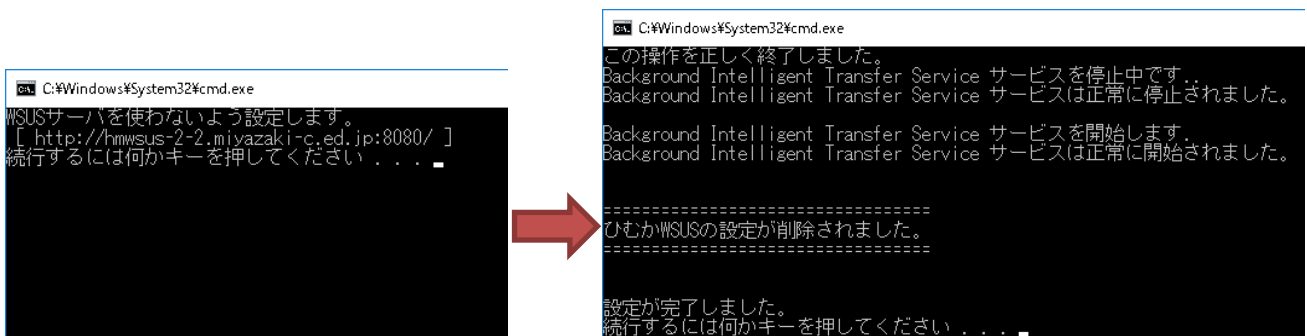 C:¥Windows¥System32¥cmd.exe
WSUSサーバを使わないよう設定します。
[ http://hmwsus-2-2.miyazaki-c.ed.jp:8080/ ]
続行するには何かキーを押してください . . .
C:¥Windows¥System32¥cmd.exe
この操作を正しく終了しました。
Background Intelligent Transfer Service サービスを停止中です..
Background Intelligent Transfer Service サービスは正常に停止されました。
Background Intelligent Transfer Service サービスを開始します.
Background Intelligent Transfer Service サービスは正常に開始されました。
==================================
ひむかWSUSの設定が削除されました。
==================================
設定が完了しました。
続行するには何かキーを押してください . . .